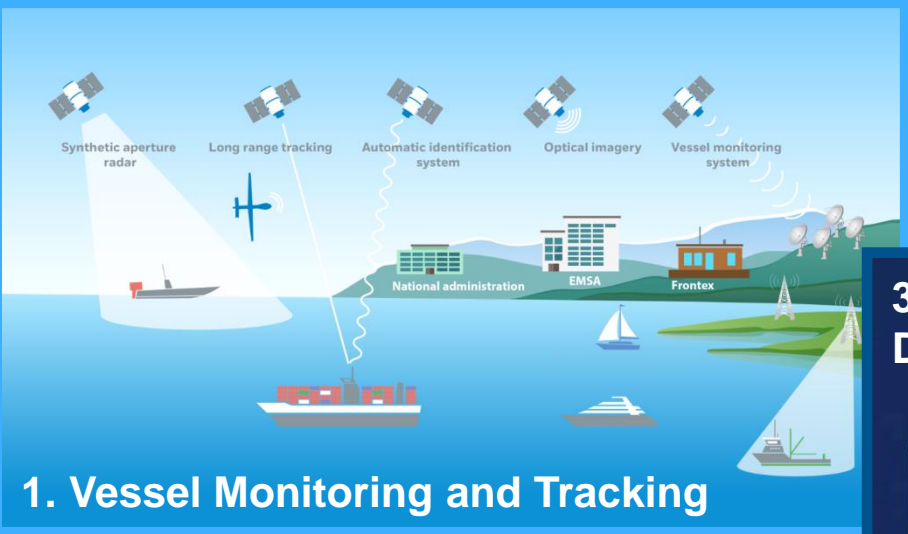 Synthetic aperture
radar
Long range tracking
Automatic identification
system
Optical imagery
Vessel monitoring
system
National administration
EMSA
Frontex
3
D
1. Vessel Monitoring and Tracking